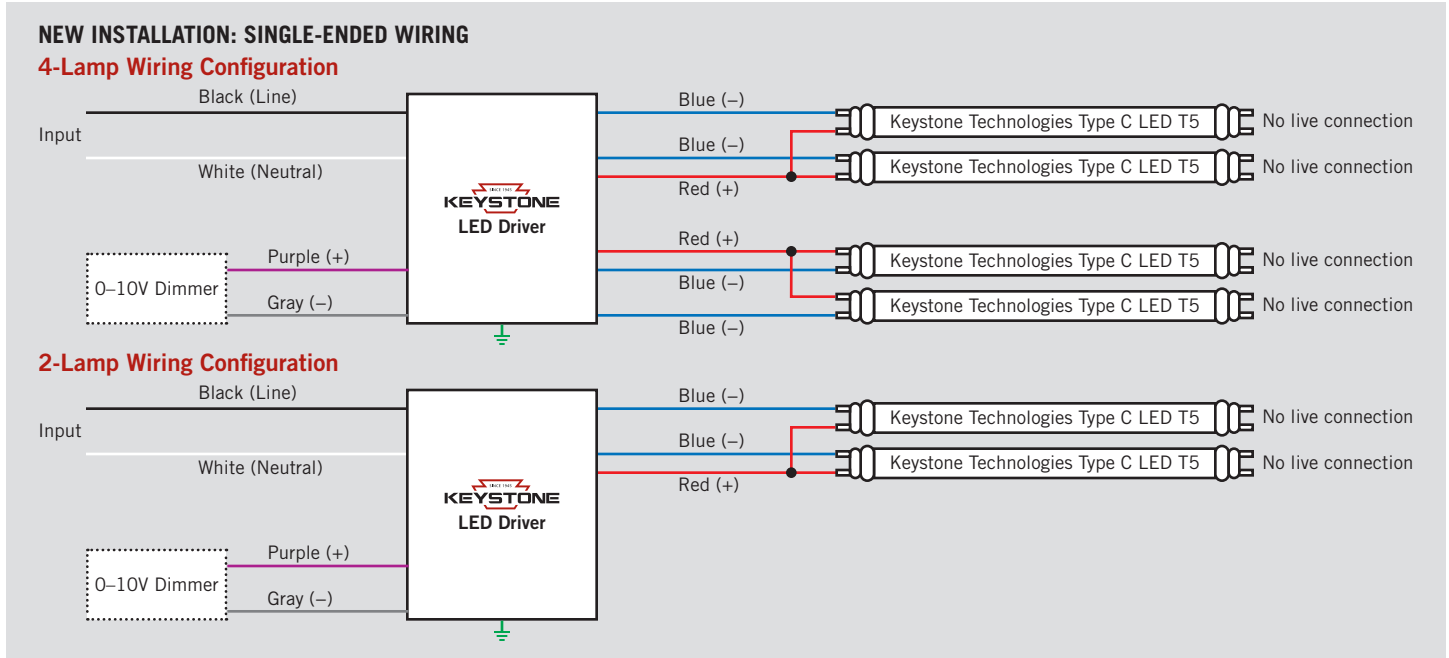 NEW INSTALLATION: SINGLE-ENDED WIRING
4-Lamp Wiring Configuration
Black (Line)
Input
White (Neutral)
0–10V Dimmer
Purple (+)
Gray (–)
SINCE 1945
KEYSTONE
LED Driver
Blue (–)
Blue (–)
Red (+)
Red (+)
Blue (–)
Blue (–)
Keystone Technologies Type C LED T5
No live connection
Keystone Technologies Type C LED T5
No live connection
Keystone Technologies Type C LED T5
No live connection
Keystone Technologies Type C LED T5
No live connection
2-Lamp Wiring Configuration
Black (Line)
Input
White (Neutral)
0–10V Dimmer
Purple (+)
Gray (–)
SINCE 1945
KEYSTONE
LED Driver
Blue (–)
Blue (–)
Red (+)
Keystone Technologies Type C LED T5
No live connection
Keystone Technologies Type C LED T5
No live connection